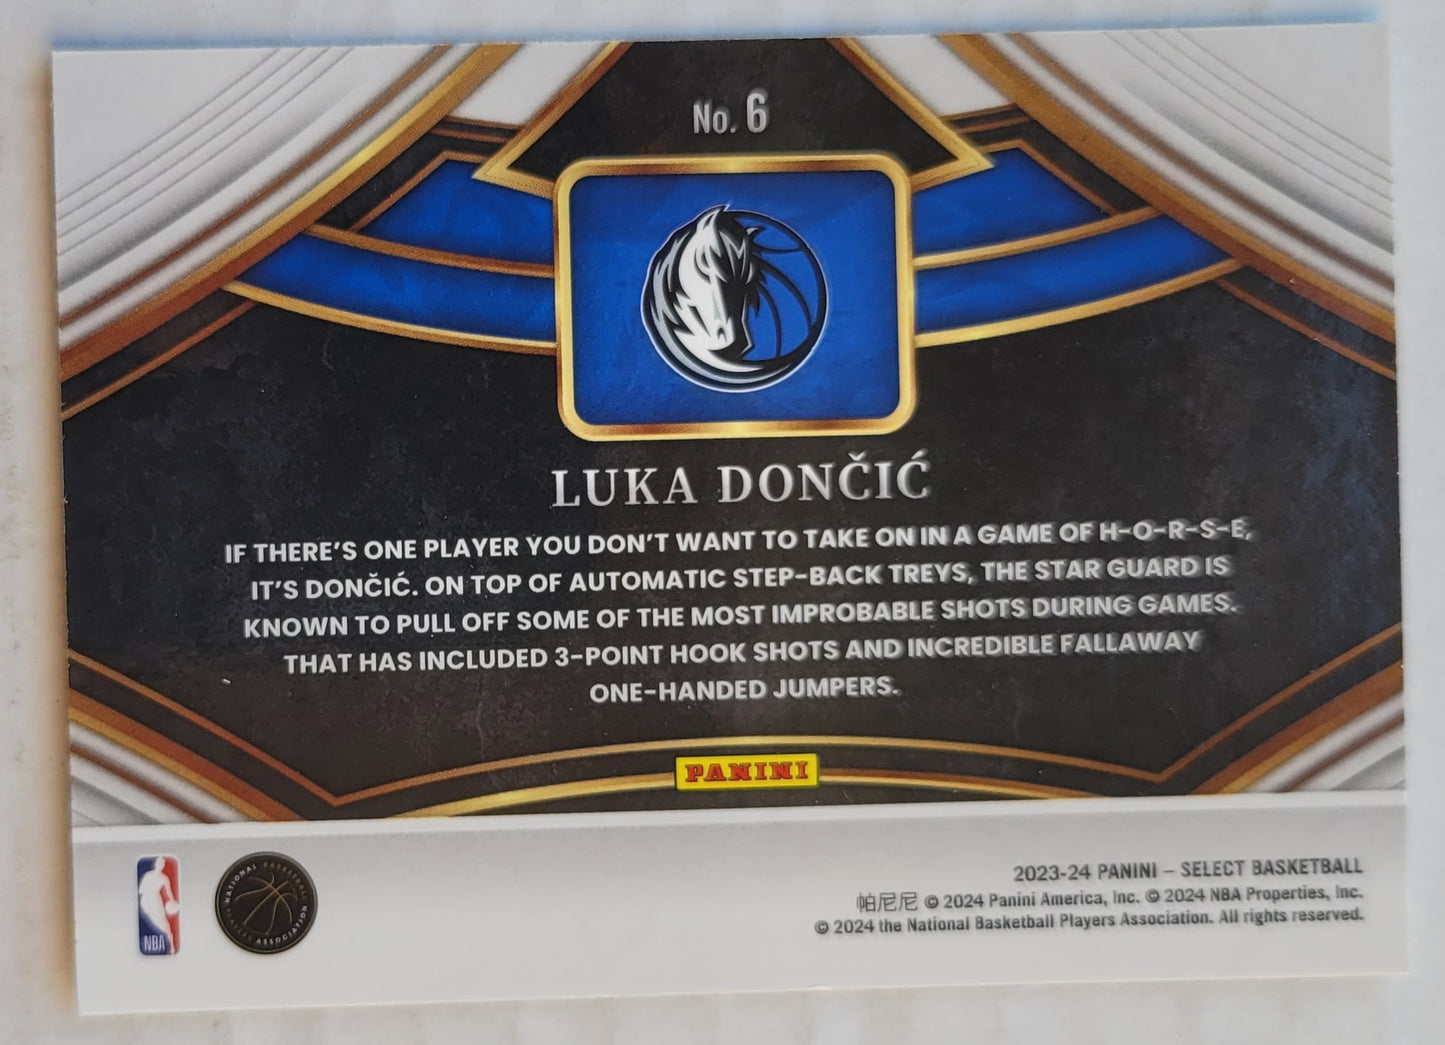 No. 6
LUKA DONČIĆ
IF THERE'S ONE PLAYER YOU DON'T WANT TO TAKE ON IN A GAME OF H-O-R-S-E,
IT'S DONČIĆ. ON TOP OF AUTOMATIC STEP-BACK TREYS, THE STAR GUARD IS
KNOWN TO PULL OFF SOME OF THE MOST IMPROBABLE SHOTS DURING GAMES.
THAT HAS INCLUDED 3-POINT HOOK SHOTS AND INCREDIBLE FALLAWAY
ONE-HANDED JUMPERS.
PANINI
NBA
NATIONAL BASKETBALL PLAYERS ASSOCIATION
2023-24 PANINI – SELECT BASKETBALL
帕尼尼 © 2024 Panini America, Inc. © 2024 NBA Properties, Inc.
© 2024 the National Basketball Players Association. All rights reserved.